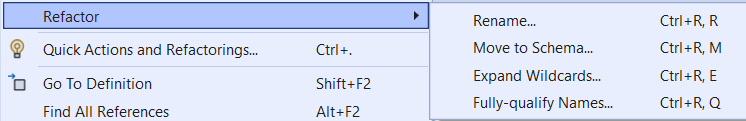 Refactor
Rename... Ctrl+R, R
Move to Schema... Ctrl+R, M
Expand Wildcards... Ctrl+R, E
Fully-qualify Names... Ctrl+R, Q
Quick Actions and Refactorings... Ctrl+.
Go To Definition Shift+F2
Find All References Alt+F2